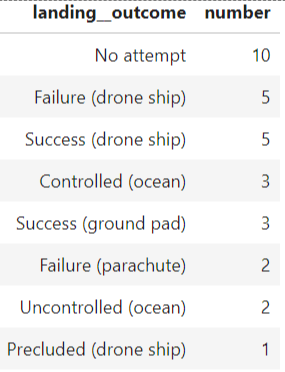 landing__outcome number
No attempt 10
Failure (drone ship) 5
Success (drone ship) 5
Controlled (ocean) 3
Success (ground pad) 3
Failure (parachute) 2
Uncontrolled (ocean) 2
Precluded (drone ship) 1